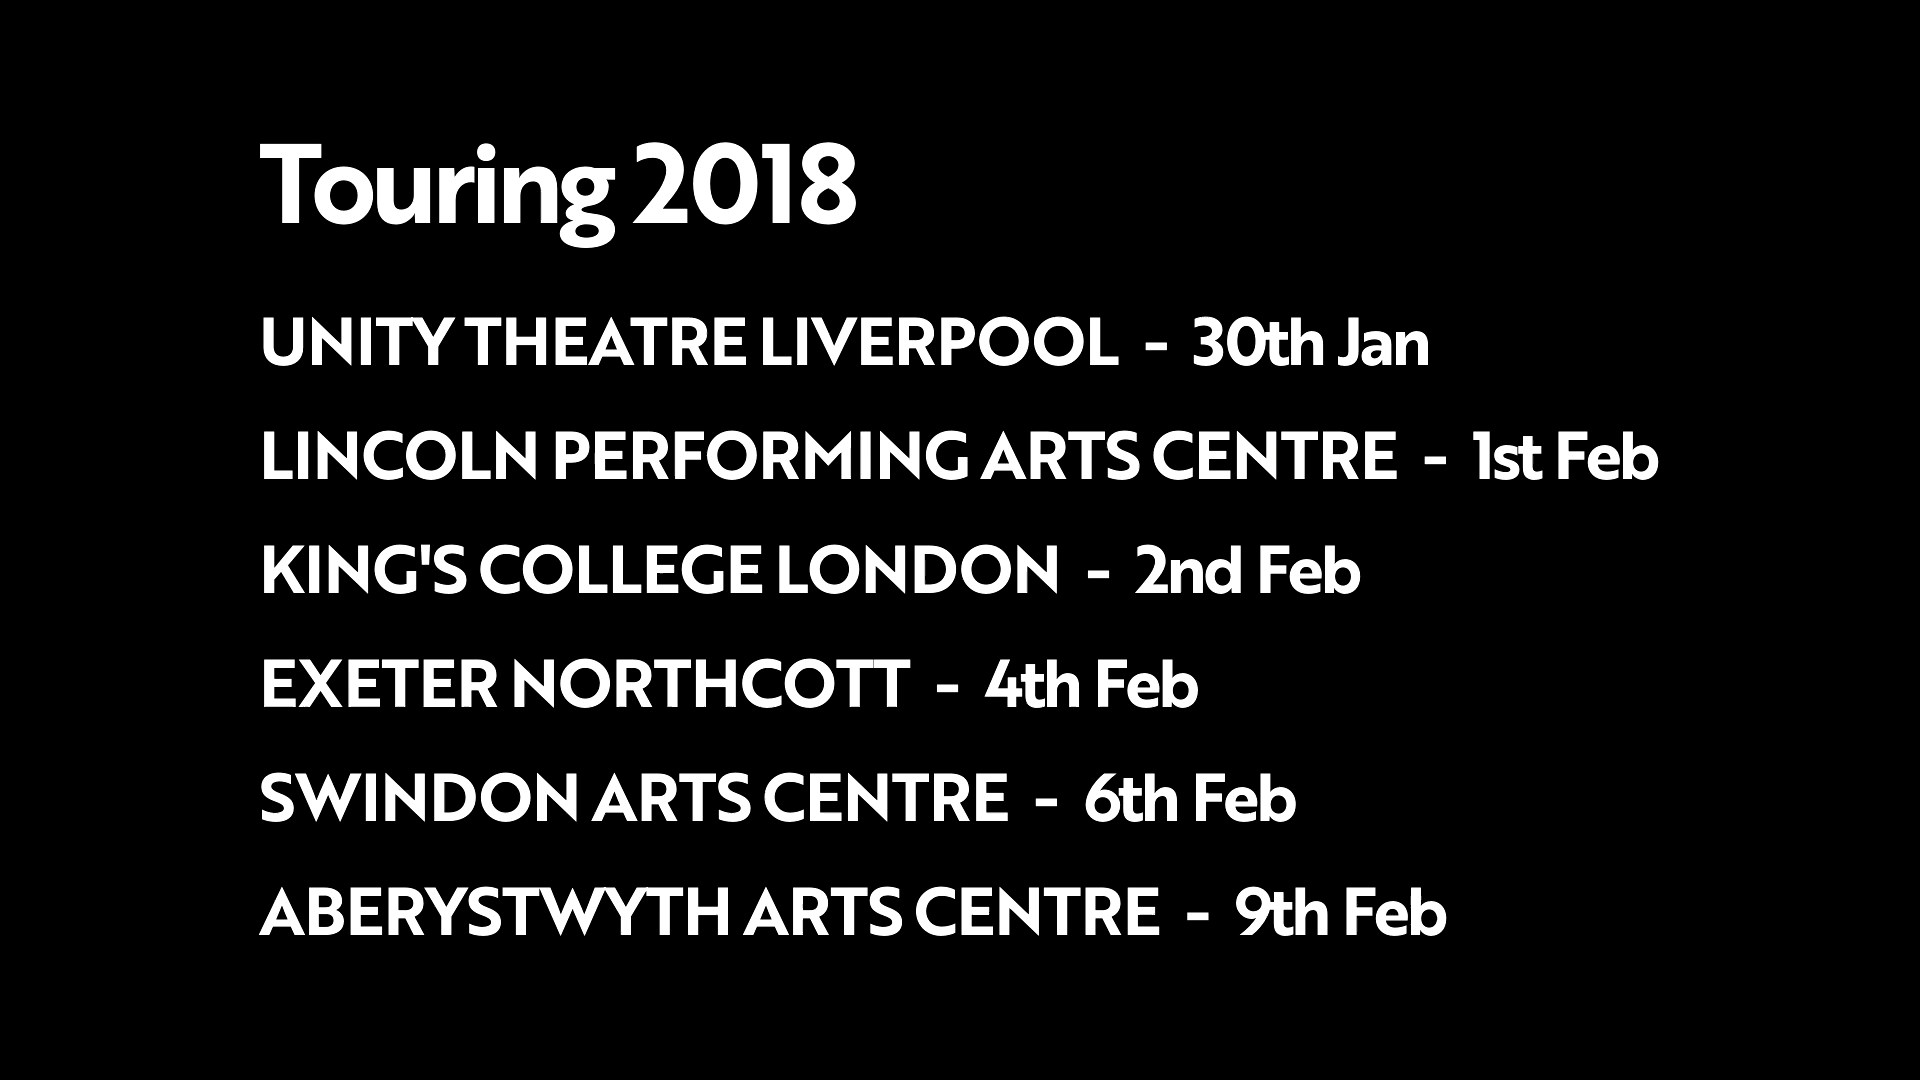 Touring 2018
UNITY THEATRE LIVERPOOL - 30th Jan
LINCOLN PERFORMING ARTS CENTRE - 1st Feb
KING'S COLLEGE LONDON - 2nd Feb
EXETER NORTHCOTT - 4th Feb
SWINDON ARTS CENTRE - 6th Feb
ABERYSTWYTH ARTS CENTRE - 9th Feb